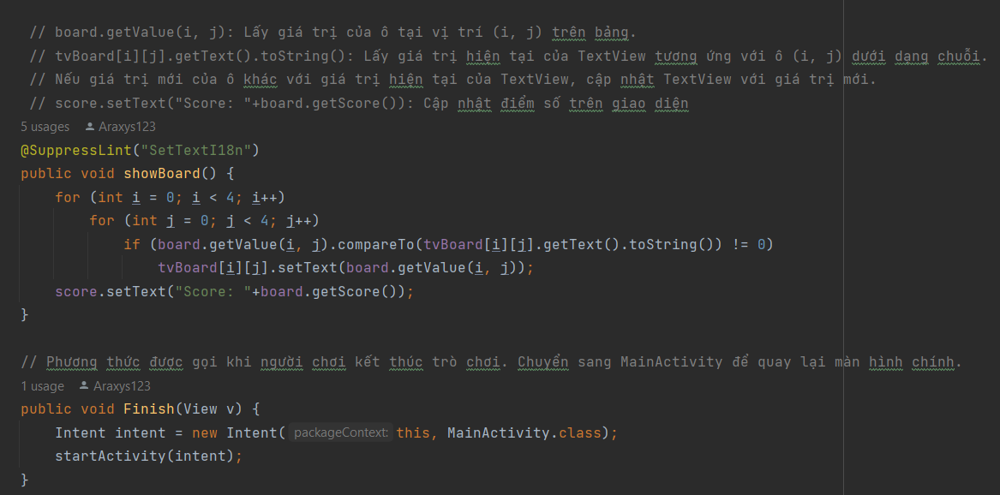 // board.getValue(i, j): Lấy giá trị của ô tại vị trí (i, j) trên bảng.
// tvBoard[i][j].getText().toString(): Lấy giá trị hiện tại của TextView tương ứng với ô (i, j) dưới dạng chuỗi.
// Nếu giá trị mới của ô khác với giá trị hiện tại của TextView, cập nhật TextView với giá trị mới.
// score.setText("Score: "+board.getScore()): Cập nhật điểm số trên giao diện
5 usages Araxys123
@SuppressLint("SetTextI18n")
public void showBoard() {
for (int i = 0; i < 4; i++)
for (int j = 0; j < 4; j++)
if (board.getValue(i, j).compareTo(tvBoard[i][j].getText().toString()) != 0)
tvBoard[i][j].setText(board.getValue(i, j));
score.setText("Score: "+board.getScore());
}
// Phương thức được gọi khi người chơi kết thúc trò chơi. Chuyển sang MainActivity để quay lại màn hình chính.
1 usage Araxys123
public void Finish(View v) {
Intent intent = new Intent( packageContext: this, MainActivity.class);
startActivity(intent);
}